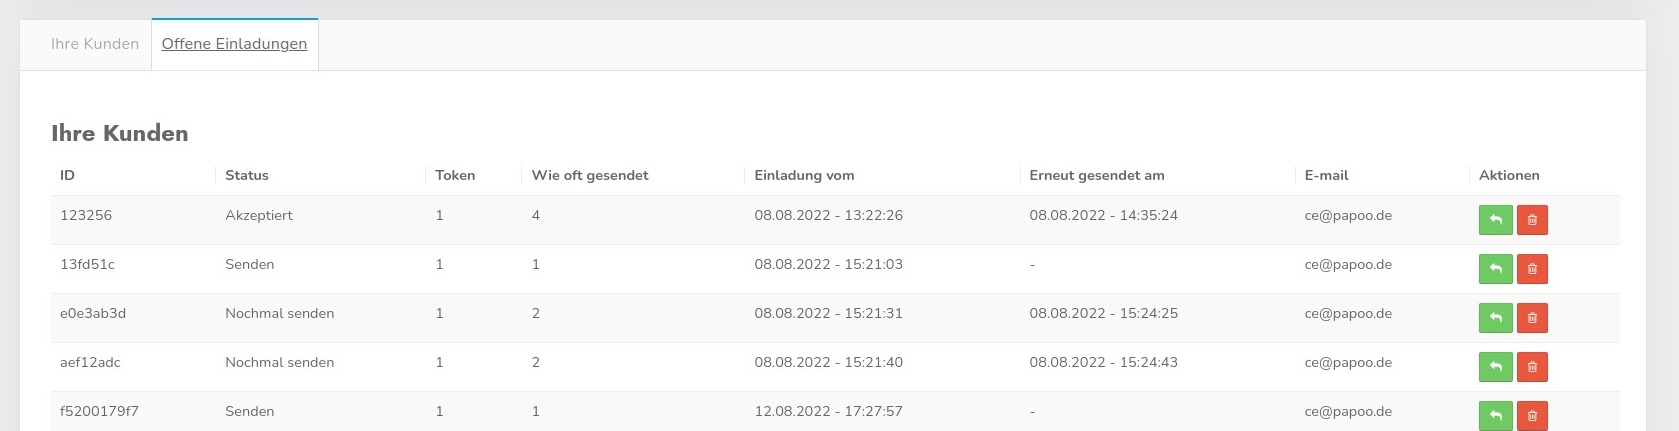 Ihre Kunden Offene Einladungen
Ihre Kunden
ID Status Token Wie oft gesendet Einladung vom Erneut gesendet am E-mail Aktionen
123256 Akzeptiert 1 4 08.08.2022 - 13:22:26 08.08.2022 - 14:35:24 ce@papoo.de
13fd51c Senden 1 1 08.08.2022 - 15:21:03 - ce@papoo.de
e0e3ab3d Nochmal senden 1 2 08.08.2022 - 15:21:31 08.08.2022 - 15:24:25 ce@papoo.de
aef12adc Nochmal senden 1 2 08.08.2022 - 15:21:40 08.08.2022 - 15:24:43 ce@papoo.de
f5200179f7 Senden 1 1 12.08.2022 - 17:27:57 - ce@papoo.de